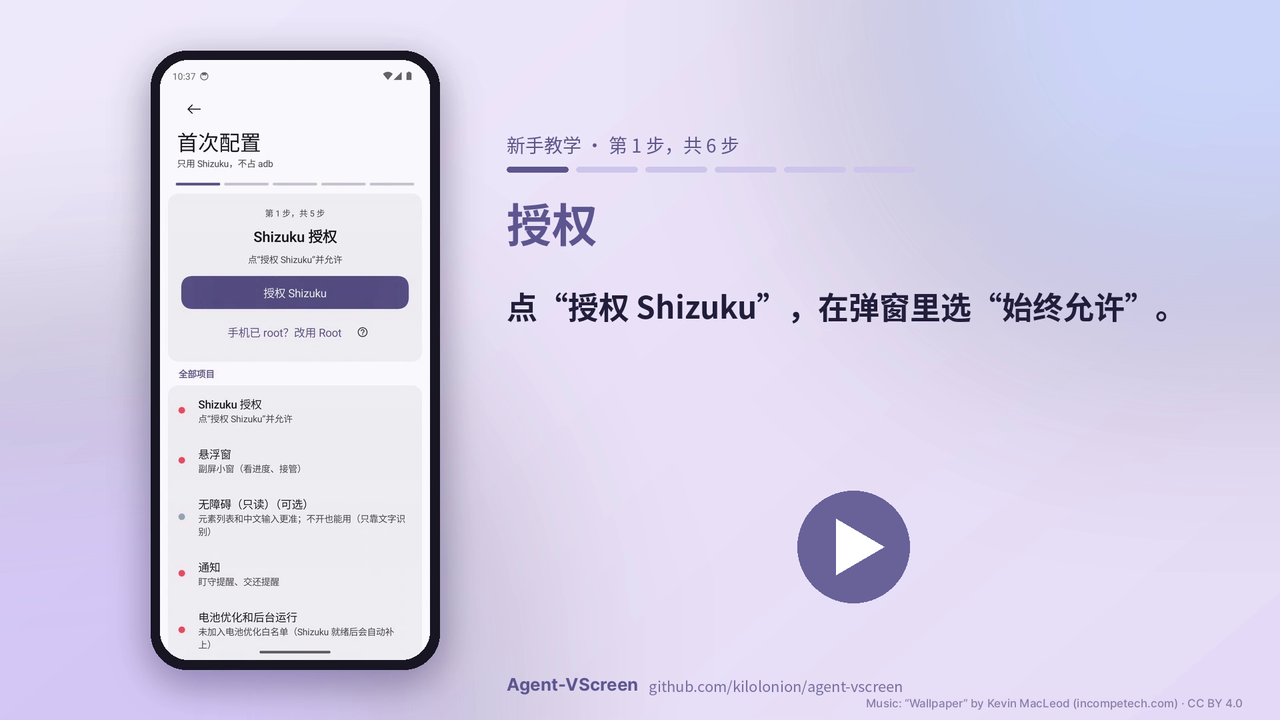 10:37
首次配置
只用 Shizuku，不占 adb
第 1 步，共 5 步
Shizuku 授权
点“授权 Shizuku”并允许
授权 Shizuku
手机已 root？改用 Root
全部项目
Shizuku 授权
点“授权 Shizuku”并允许
悬浮窗
副屏小窗（看进度、接管）
无障碍（只读）（可选）
元素列表和中文输入更准；不开也能用（只靠文字识
别）
通知
盯守提醒、交还提醒
电池优化和后台运行
未加入电池优化白名单（Shizuku 就绪后会自动补
上）
新手教学 · 第 1 步，共 6 步
授权
点“授权 Shizuku”，在弹窗里选“始终允许”。
Agent-VScreen github.com/kilolonion/agent-vscreen
Music: “Wallpaper” by Kevin MacLeod (incompetech.com) · CC BY 4.0